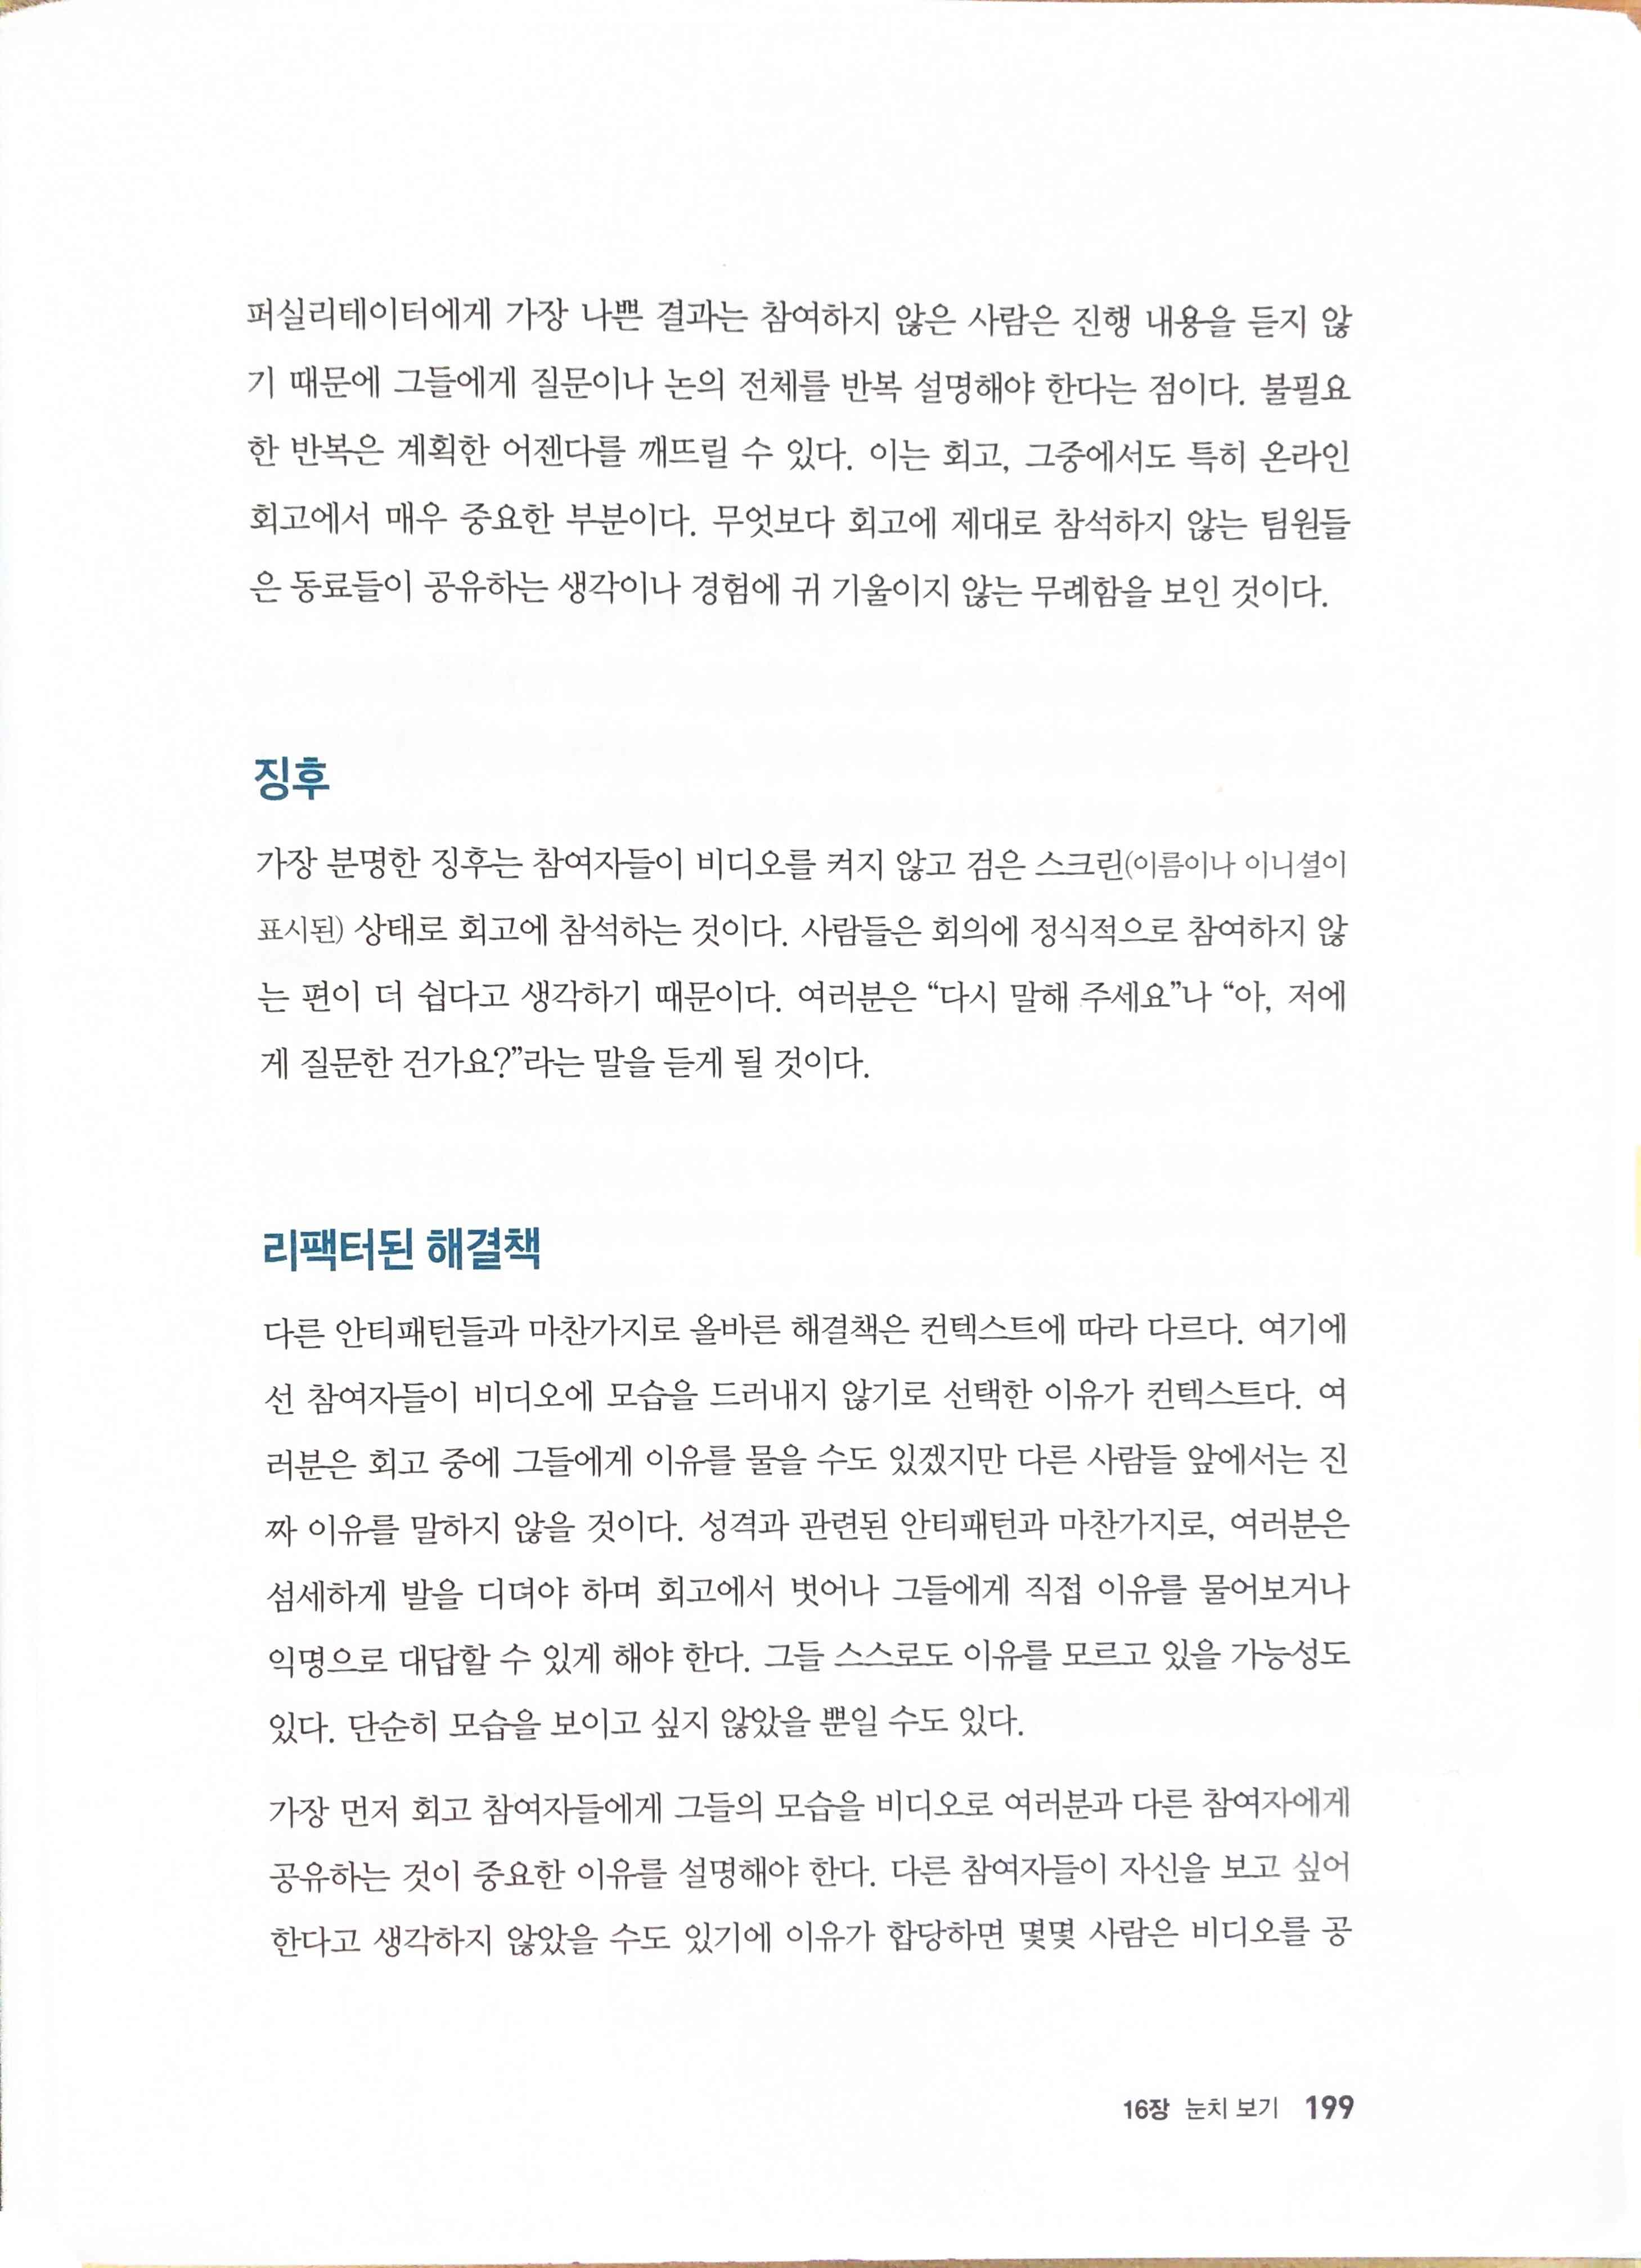 퍼실리테이터에게 가장 나쁜 결과는 참여하지 않은 사람은 진행 내용을 듣지 않
기 때문에 그들에게 질문이나 논의 전체를 반복 설명해야 한다는 점이다. 불필요
한 반복은 계획한 어젠다를 깨뜨릴 수 있다. 이는 회고, 그중에서도 특히 온라인
회고에서 매우 중요한 부분이다. 무엇보다 회고에 제대로 참석하지 않는 팀원들
은 동료들이 공유하는 생각이나 경험에 귀 기울이지 않는 무례함을 보인 것이다.
징후
가장 분명한 징후는 참여자들이 비디오를 켜지 않고 검은 스크린(이름이나 이니셜이
표시된) 상태로 회고에 참석하는 것이다. 사람들은 회의에 정식적으로 참여하지 않
는 편이 더 쉽다고 생각하기 때문이다. 여러분은 “다시 말해 주세요”나 “아, 저에
게 질문한 건가요?”라는 말을 듣게 될 것이다.
리팩터된 해결책
다른 안티패턴들과 마찬가지로 올바른 해결책은 컨텍스트에 따라 다르다. 여기에
선 참여자들이 비디오에 모습을 드러내지 않기로 선택한 이유가 컨텍스트다. 여
러분은 회고 중에 그들에게 이유를 물을 수도 있겠지만 다른 사람들 앞에서는 진
짜 이유를 말하지 않을 것이다. 성격과 관련된 안티패턴과 마찬가지로, 여러분은
섬세하게 발을 디뎌야 하며 회고에서 벗어나 그들에게 직접 이유를 물어보거나
익명으로 대답할 수 있게 해야 한다. 그들 스스로도 이유를 모르고 있을 가능성도
있다. 단순히 모습을 보이고 싶지 않았을 뿐일 수도 있다.
가장 먼저 회고 참여자들에게 그들의 모습을 비디오로 여러분과 다른 참여자에게
공유하는 것이 중요한 이유를 설명해야 한다. 다른 참여자들이 자신을 보고 싶어
한다고 생각하지 않았을 수도 있기에 이유가 합당하면 몇몇 사람은 비디오를 공
16장 눈치 보기 199